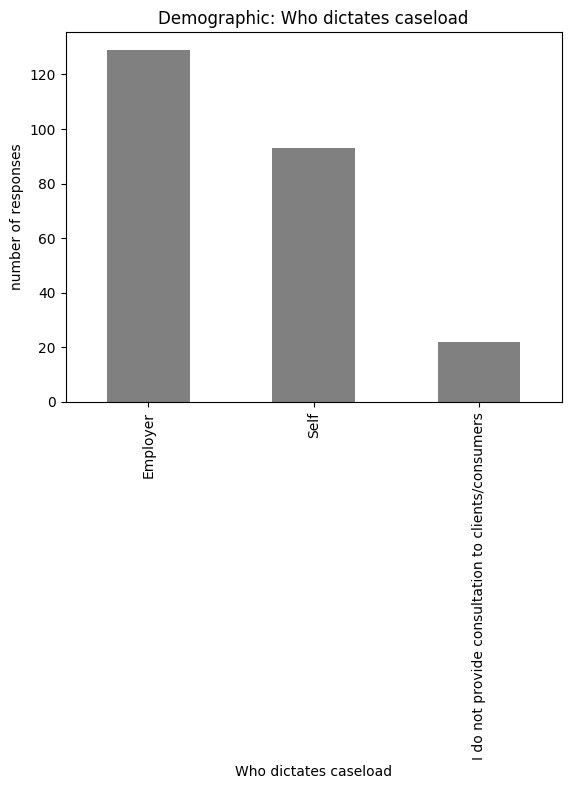 Demographic: Who dictates caseload
number of responses
120
100
80
60
40
20
0
Employer
Self
I do not provide consultation to clients/consumers
Who dictates caseload